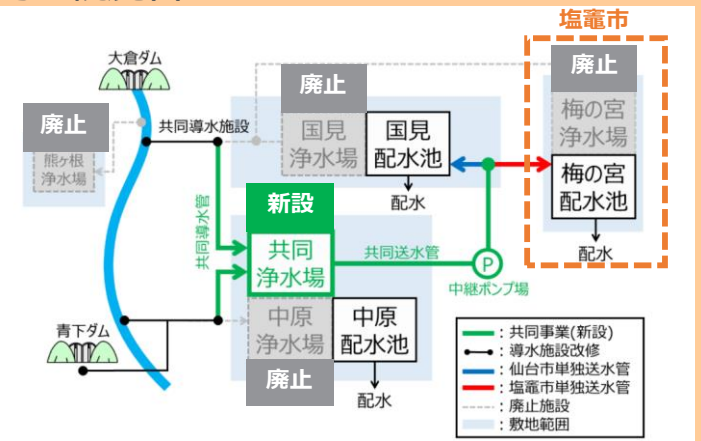 塩竈市
大倉ダム
廃止
熊ヶ根
浄水場
共同導水施設
廃止
国見
浄水場
国見
配水池
配水
廃止
梅の宮
浄水場
梅の宮
配水池
配水
共同導水管
新設
共同
浄水場
共同送水管
P
中継ポンプ場
中原
浄水場
廃止
中原
配水池
配水
青下ダム
：共同事業(新設)
：導水施設改修
：仙台市単独送水管
：塩竈市単独送水管
：廃止施設
：敷地範囲